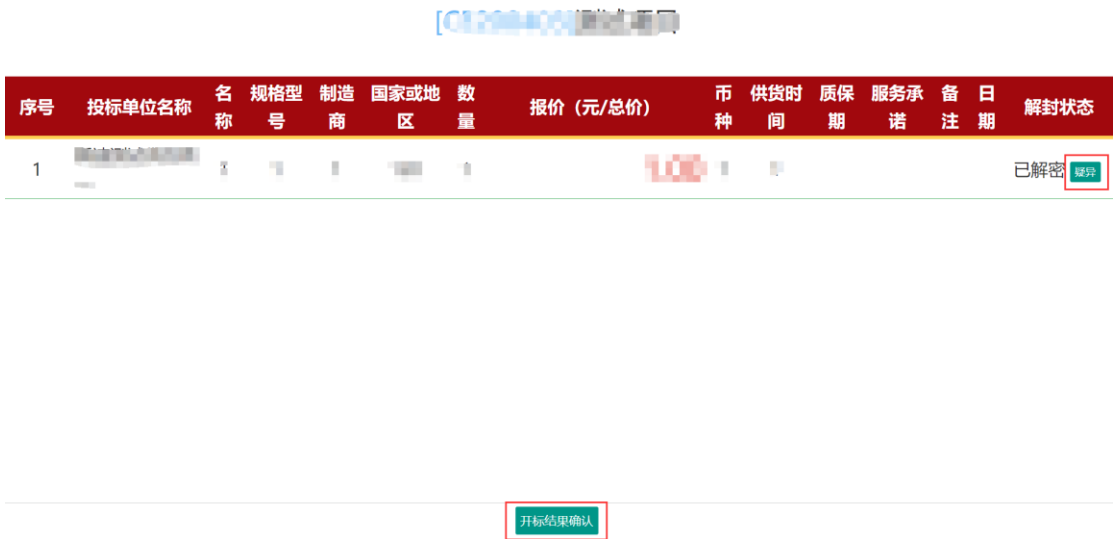 序号 投标单位名称 名称 规格型号 制造商 国家或地区 数量 报价（元/总价） 币种 供货时间 质保期 服务承诺 备注 日期 解封状态
1 已解密 疑异
开标结果确认